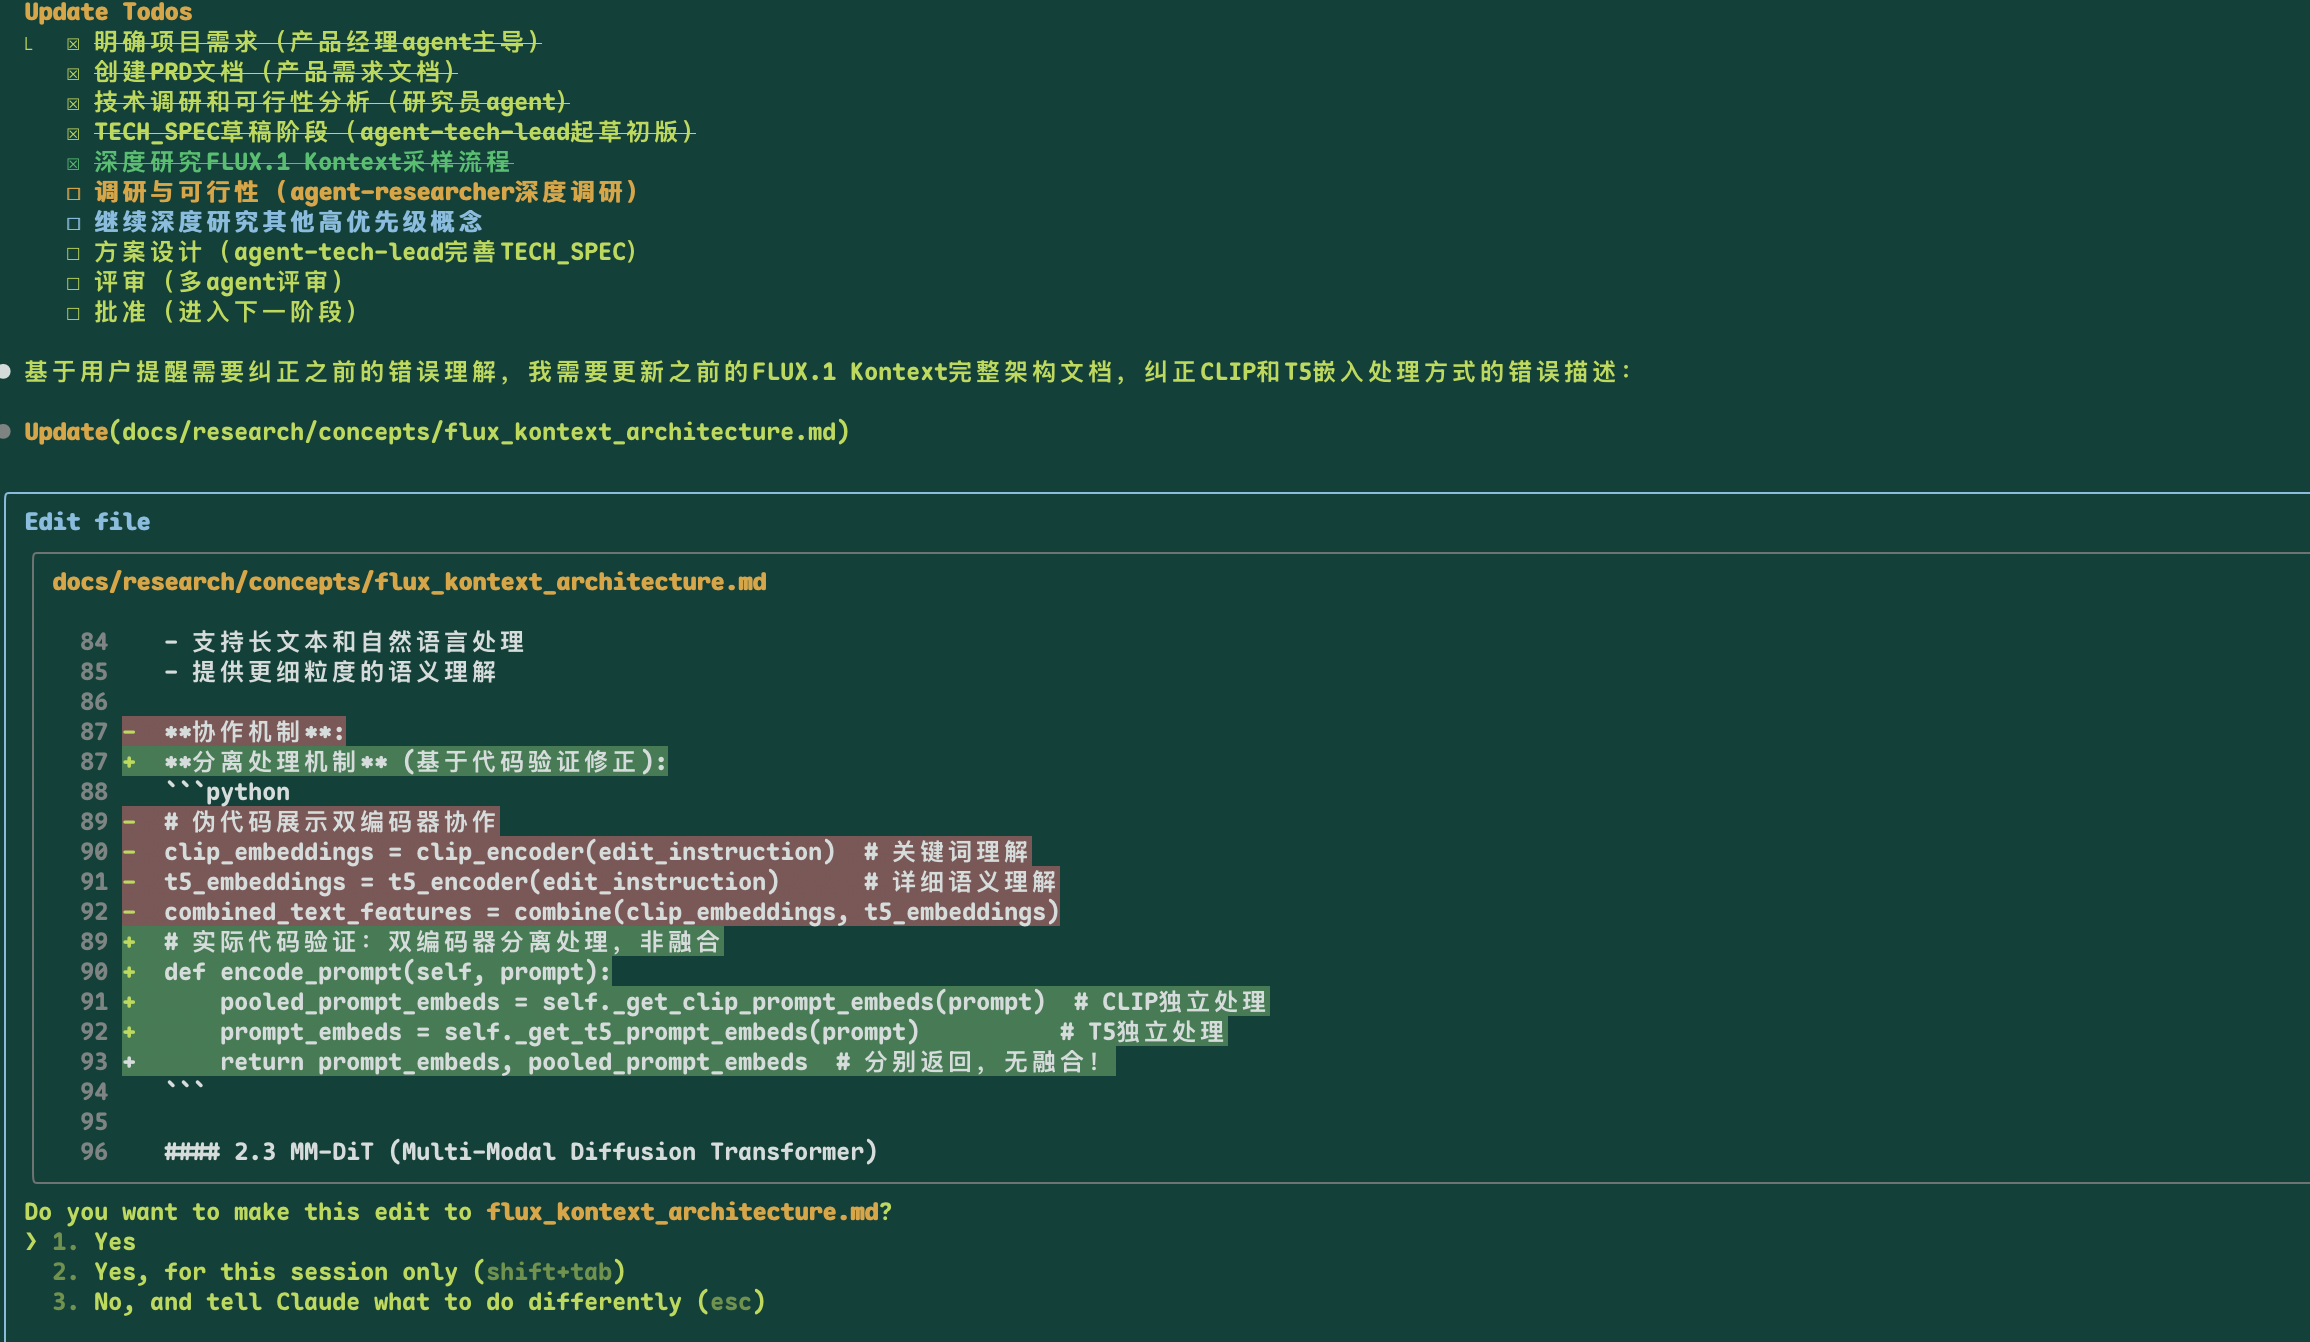 Update Todos
└ ☒ 明确项目需求（产品经理agent主导）
☒ 创建PRD文档（产品需求文档）
☒ 技术调研和可行性分析（研究员agent）
☒ TECH_SPEC草稿阶段（agent-tech-lead起草初版）
☒ 深度研究FLUX.1 Kontext采样流程
☐ 调研与可行性（agent-researcher深度调研）
☐ 继续深度研究其他高优先级概念
☐ 方案设计（agent-tech-lead完善TECH_SPEC）
☐ 评审（多agent评审）
☐ 批准（进入下一阶段）
● 基于用户提醒需要纠正之前的错误理解，我需要更新之前的FLUX.1 Kontext完整架构文档，纠正CLIP和T5嵌入处理方式的错误描述：
● Update(docs/research/concepts/flux_kontext_architecture.md)
Edit file
docs/research/concepts/flux_kontext_architecture.md
84 - 支持长文本和自然语言处理
85 - 提供更细粒度的语义理解
86
87 - **协作机制**:
87 + **分离处理机制** (基于代码验证修正):
88 ```python
89 - # 伪代码展示双编码器协作
90 - clip_embeddings = clip_encoder(edit_instruction) # 关键词理解
91 - t5_embeddings = t5_encoder(edit_instruction) # 详细语义理解
92 - combined_text_features = combine(clip_embeddings, t5_embeddings)
89 + # 实际代码验证：双编码器分离处理，非融合
90 + def encode_prompt(self, prompt):
91 + pooled_prompt_embeds = self._get_clip_prompt_embeds(prompt) # CLIP独立处理
92 + prompt_embeds = self._get_t5_prompt_embeds(prompt) # T5独立处理
93 + return prompt_embeds, pooled_prompt_embeds # 分别返回，无融合！
94 ```
95
96 #### 2.3 MM-DiT (Multi-Modal Diffusion Transformer)
Do you want to make this edit to flux_kontext_architecture.md?
❯ 1. Yes
2. Yes, for this session only (shift+tab)
3. No, and tell Claude what to do differently (esc)